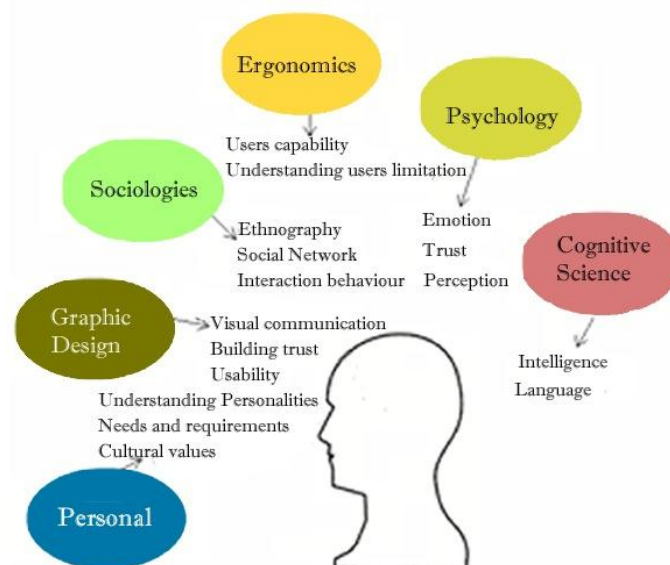 Ergonomics
Users capability
Understanding users limitation
Psychology
Emotion
Trust
Perception
Sociologies
Ethnography
Social Network
Interaction behaviour
Cognitive
Science
Intelligence
Language
Graphic
Design
Visual communication
Building trust
Usability
Understanding Personalities
Needs and requirements
Cultural values
Personal